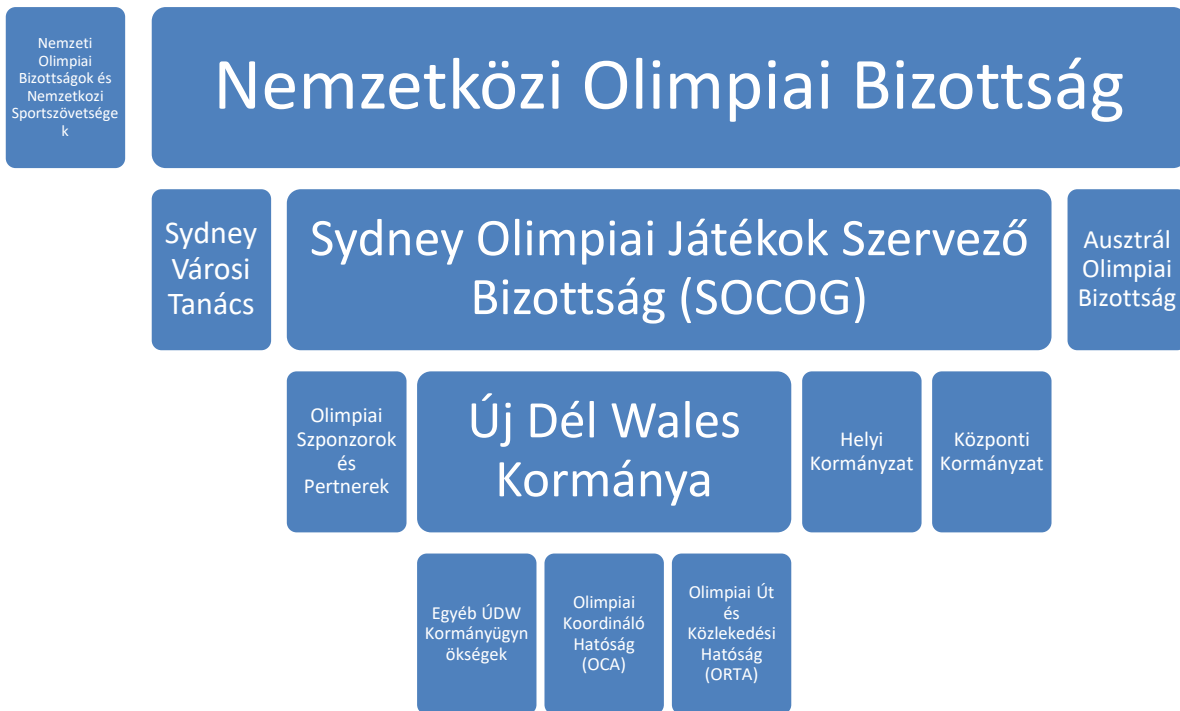 Nemzeti
Olimpiai
Bizottságok és
Nemzetkozi
Sportszövetsége
k
Nemzetközi Olimpiai Bizottság
Sydney
Városi
Tanács
Sydney Olimpiai Játékok Szervező
Bizottság (SOCOG)
Ausztrál
Olimpiai
Bizottság
Olimpiai
Szponzorok
és
Pertnerek
Új Dél Wales
Kormánya
Helyi
Kormányzat
Központi
Kormányzat
Egyéb ÚDW
Kormányügyn
ökségek
Olimpiai
Koordináló
Hatóság
(OCA)
Olimpiai Út
és
Közlekedési
Hatóság
(ORTA)